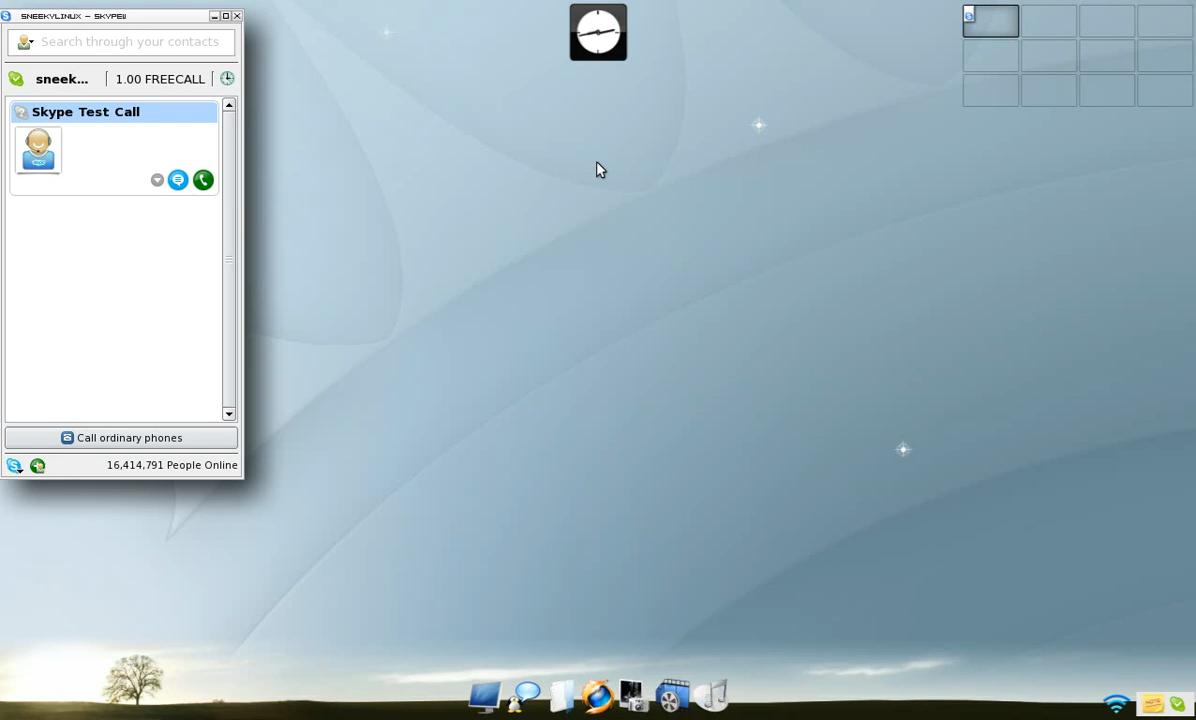 SNEEKYLINUX – SKYPE™
Search through your contacts
sneek... 1.00 FREECALL
Skype Test Call
Call ordinary phones
16,414,791 People Online